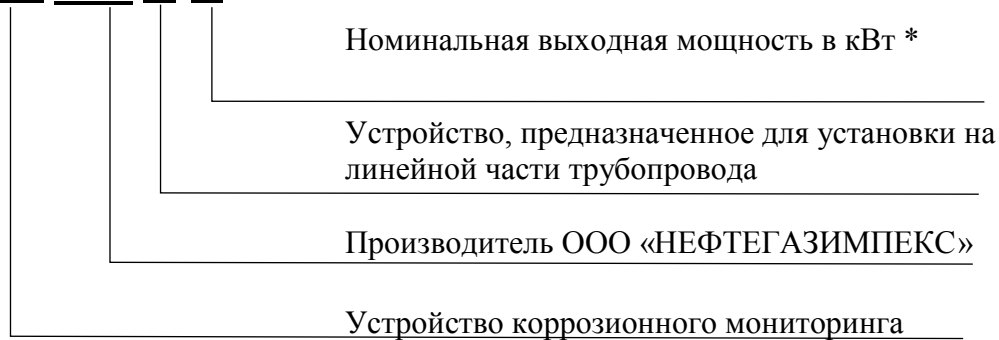 Номинальная выходная мощность в кВт *
Устройство, предназначенное для установки на
линейной части трубопровода
Производитель ООО «НЕФТЕГАЗИМПЕКС»
Устройство коррозионного мониторинга